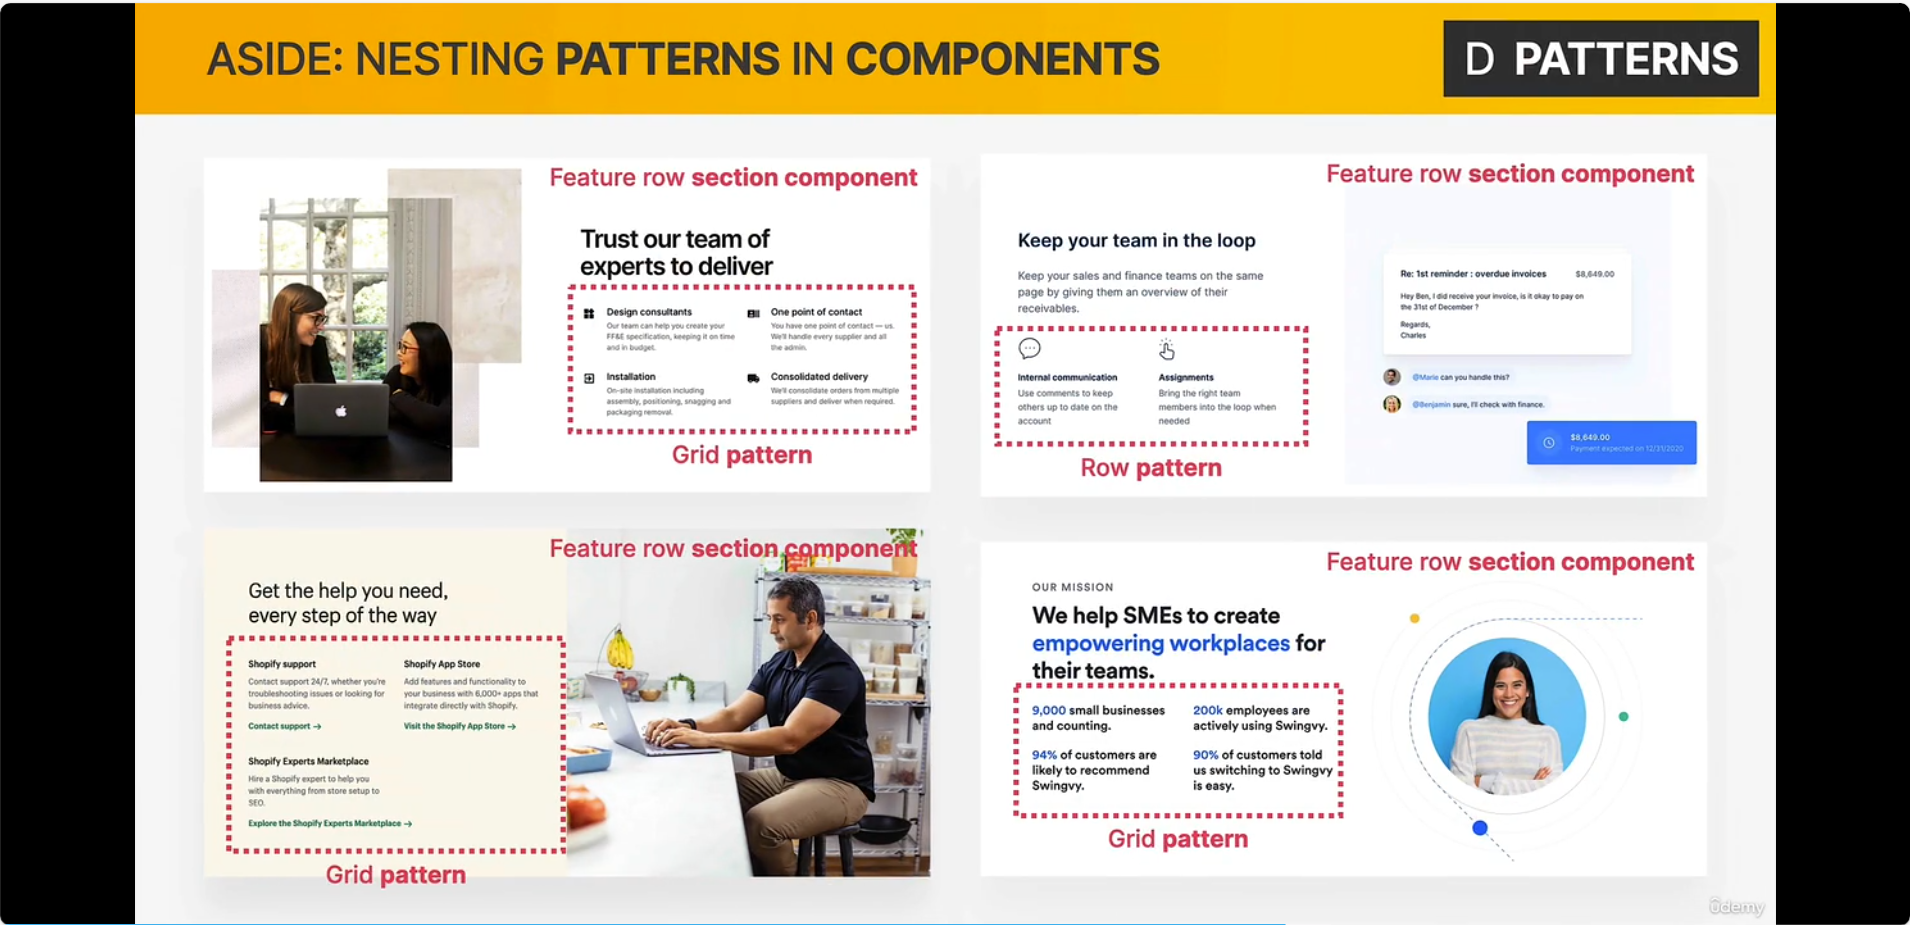 ASIDE: NESTING PATTERNS IN COMPONENTS
D PATTERNS
Feature row section component
Trust our team of
experts to deliver
Design consultants
Our team can help you create your
FF&E specification, keeping it on time
and in budget.
One point of contact
You have one point of contact — us.
We'll handle every supplier and all
the admin.
Installation
On-site installation including
assembly, positioning, snagging and
packaging removal.
Consolidated delivery
We'll consolidate orders from multiple
suppliers and deliver when required.
Grid pattern
Feature row section component
Keep your team in the loop
Keep your sales and finance teams on the same
page by giving them an overview of their
receivables.
Internal communication
Use comments to keep
others up to date on the
account
Assignments
Bring the right team
members into the loop when
needed
Row pattern
Re: 1st reminder : overdue invoices
$8,649.00
Hey Ben, I did receive your invoice, is it okay to pay on
the 31st of December ?
Regards,
Charles
@Marie can you handle this?
@Benjamin sure, I'll check with finance.
$8,649.00
Payment expected on 12/31/2020
Feature row section component
Get the help you need,
every step of the way
Shopify support
Contact support 24/7, whether you're
troubleshooting issues or looking for
business advice.
Contact support →
Shopify App Store
Add features and functionality to
your business with 6,000+ apps that
integrate directly with Shopify.
Visit the Shopify App Store →
Shopify Experts Marketplace
Hire a Shopify expert to help you
with everything from store setup to
SEO.
Explore the Shopify Experts Marketplace →
Grid pattern
Feature row section component
OUR MISSION
We help SMEs to create
empowering workplaces for
their teams.
9,000 small businesses
and counting.
200k employees are
actively using Swingvy.
94% of customers are
likely to recommend
Swingvy.
90% of customers told
us switching to Swingvy
is easy.
Grid pattern
ûdemy